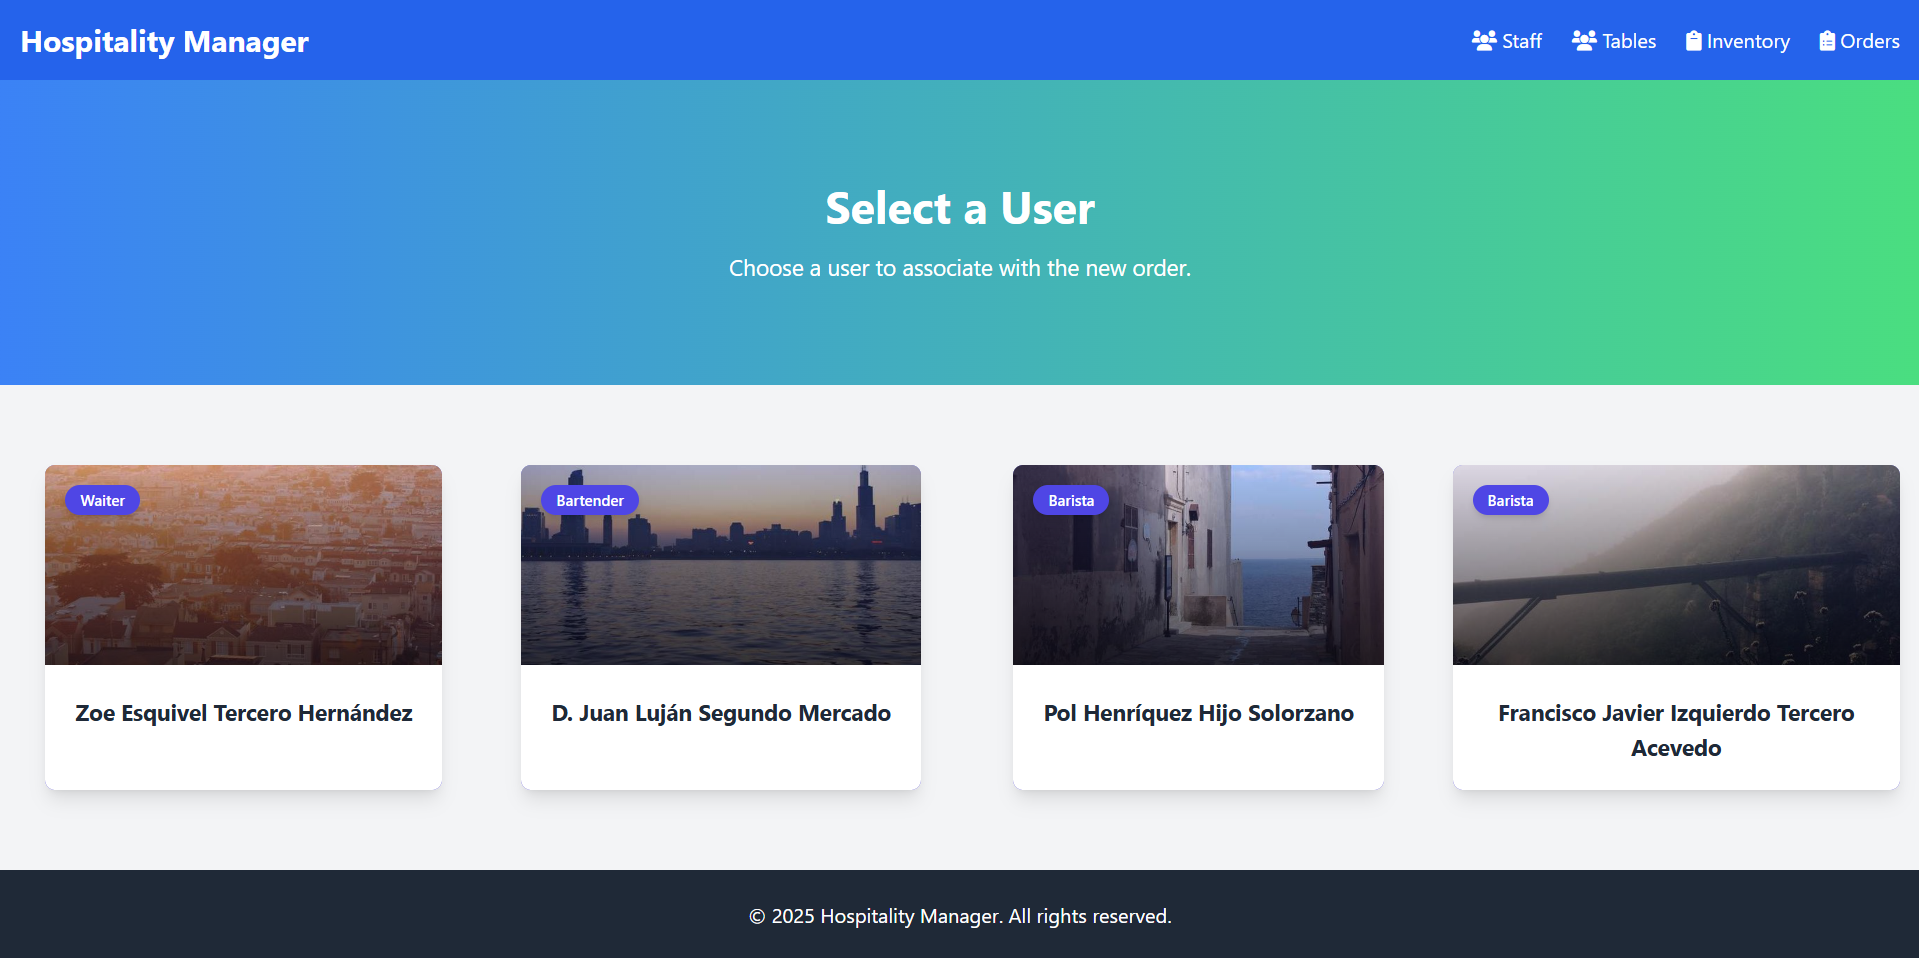 Hospitality Manager
Staff
Tables
Inventory
Orders
Select a User
Choose a user to associate with the new order.
Waiter
Zoe Esquivel Tercero Hernández
Bartender
D. Juan Luján Segundo Mercado
Barista
Pol Henríquez Hijo Solorzano
Barista
Francisco Javier Izquierdo Tercero
Acevedo
© 2025 Hospitality Manager. All rights reserved.